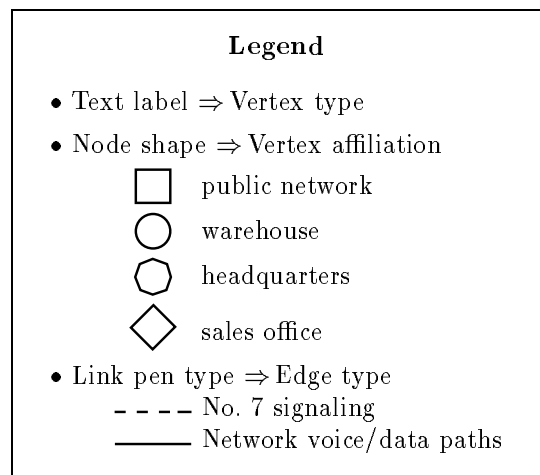 Legend
• Text label ⇒ Vertex type
• Node shape ⇒ Vertex affiliation
public network
warehouse
headquarters
sales office
• Link pen type ⇒ Edge type
No. 7 signaling
Network voice/data paths